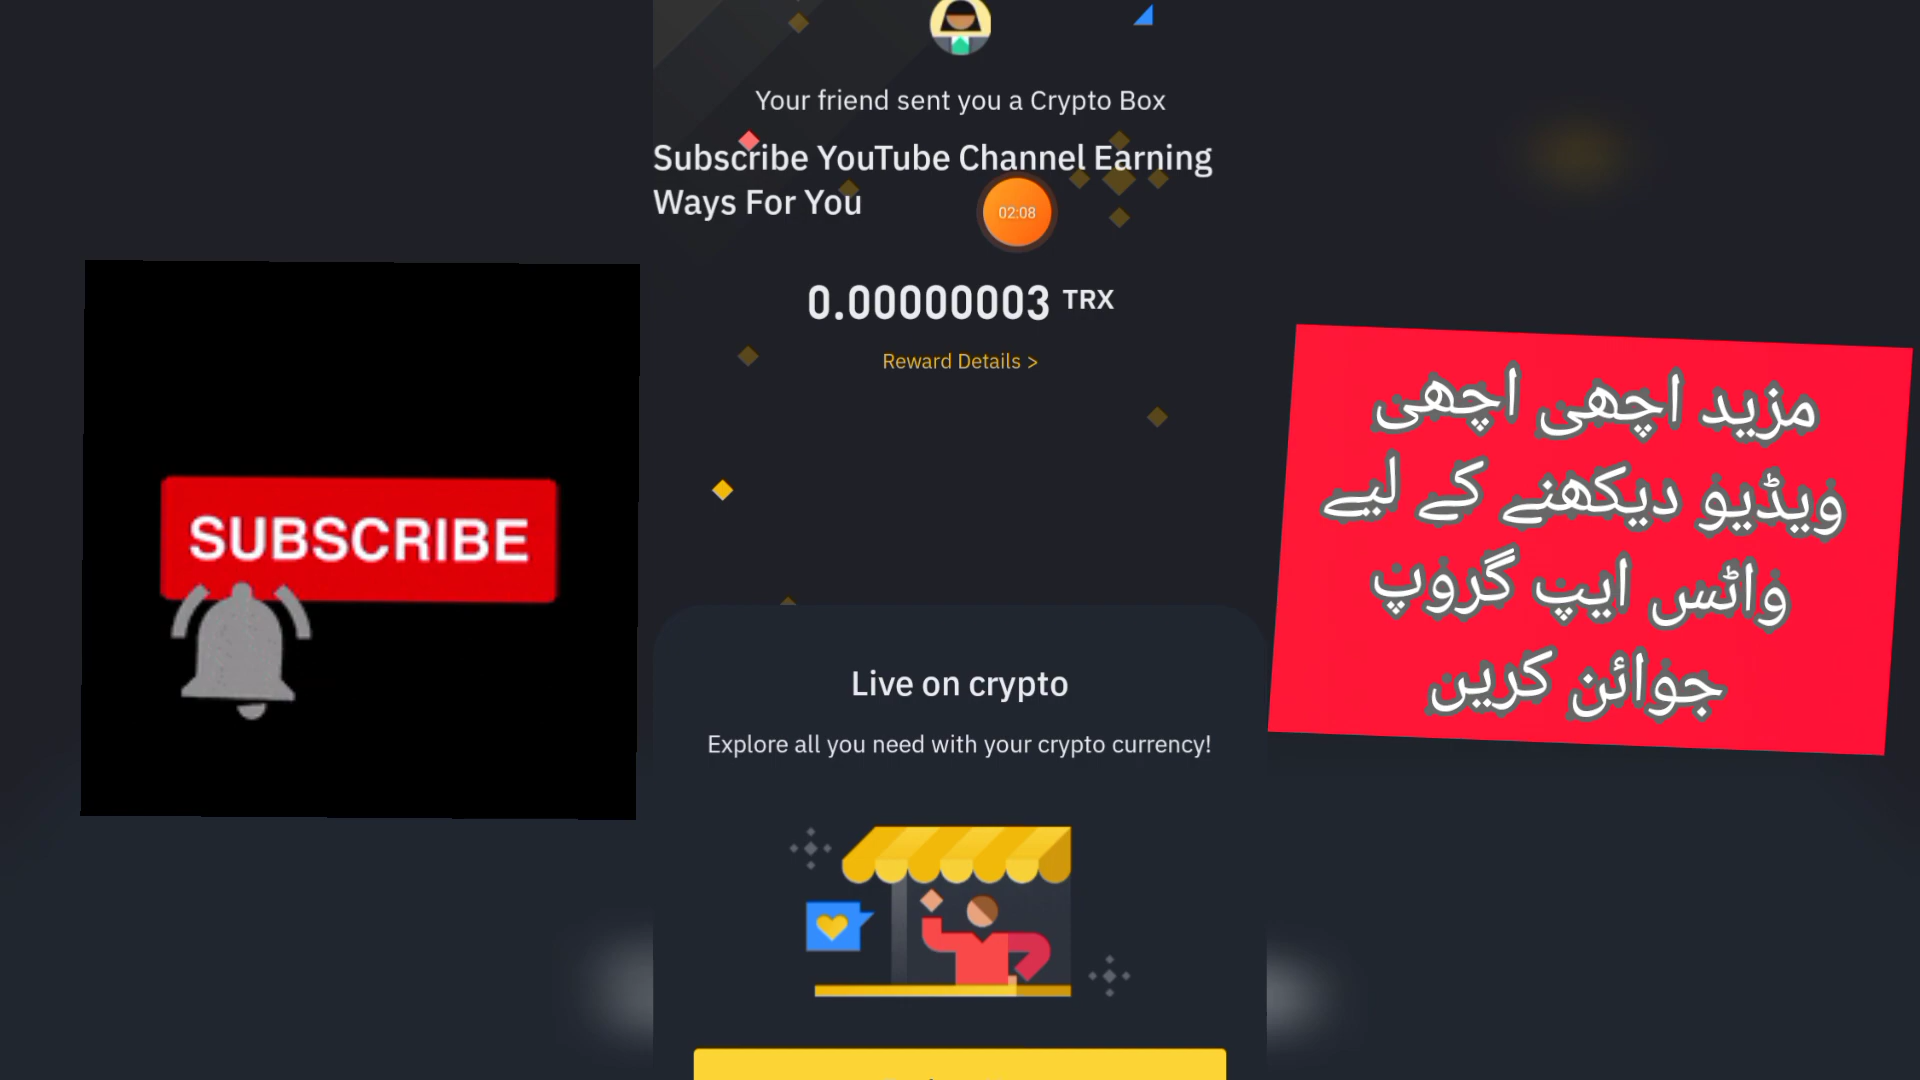 Your friend sent you a Crypto Box
Subscribe YouTube Channel Earning
Ways For You
02:08
0.00000003 TRX
Reward Details >
SUBSCRIBE
مزید اچھی اچھی
ویڈیو دیکھنے کے لیے
واٹس ایپ گروپ
جوائن کریں
Live on crypto
Explore all you need with your crypto currency!